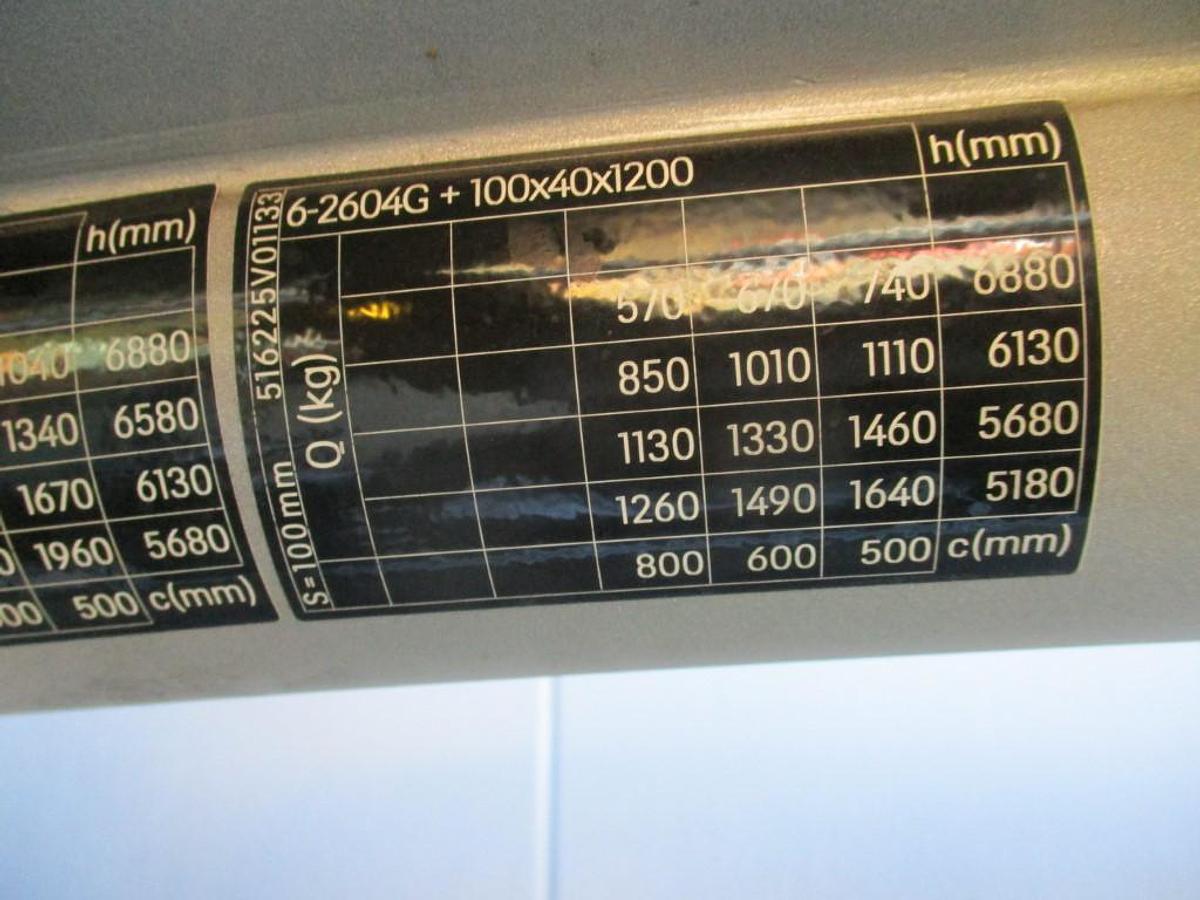 h(mm)
1040 6880
1340 6580
1670 6130
1960 5680
500 c(mm)
516225V01133
S=100mm
6-2604G + 100x40x1200 h(mm)
Q (kg)
570 670 740 6880
850 1010 1110 6130
1130 1330 1460 5680
1260 1490 1640 5180
800 600 500 c(mm)